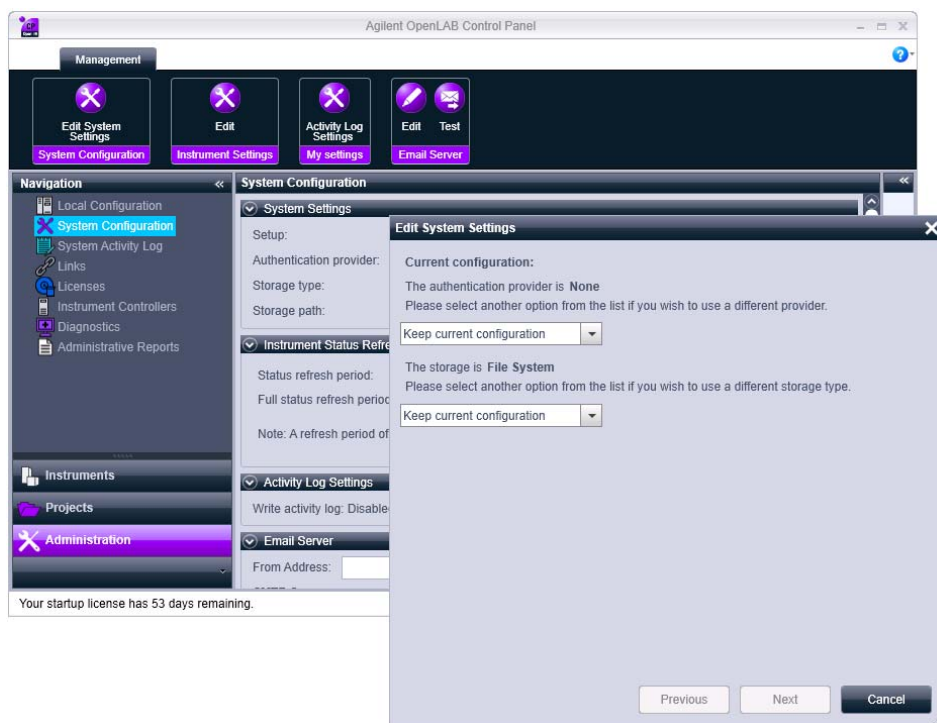 Agilent OpenLAB Control Panel
Management
Edit System
Settings
System Configuration
Edit
Instrument Settings
Activity Log
Settings
My settings
Edit
Test
Email Server
Navigation
Local Configuration
System Configuration
System Activity Log
Links
Licenses
Instrument Controllers
Diagnostics
Administrative Reports
Instruments
Projects
Administration
System Configuration
System Settings
Setup:
Authentication provider:
Storage type:
Storage path:
Instrument Status Refre
Status refresh period:
Full status refresh period
Note: A refresh period of
Activity Log Settings
Write activity log: Disable
Email Server
From Address:
Your startup license has 53 days remaining.
Edit System Settings
Current configuration:
The authentication provider is None
Please select another option from the list if you wish to use a different provider.
Keep current configuration
The storage is File System
Please select another option from the list if you wish to use a different storage type.
Keep current configuration
Previous
Next
Cancel